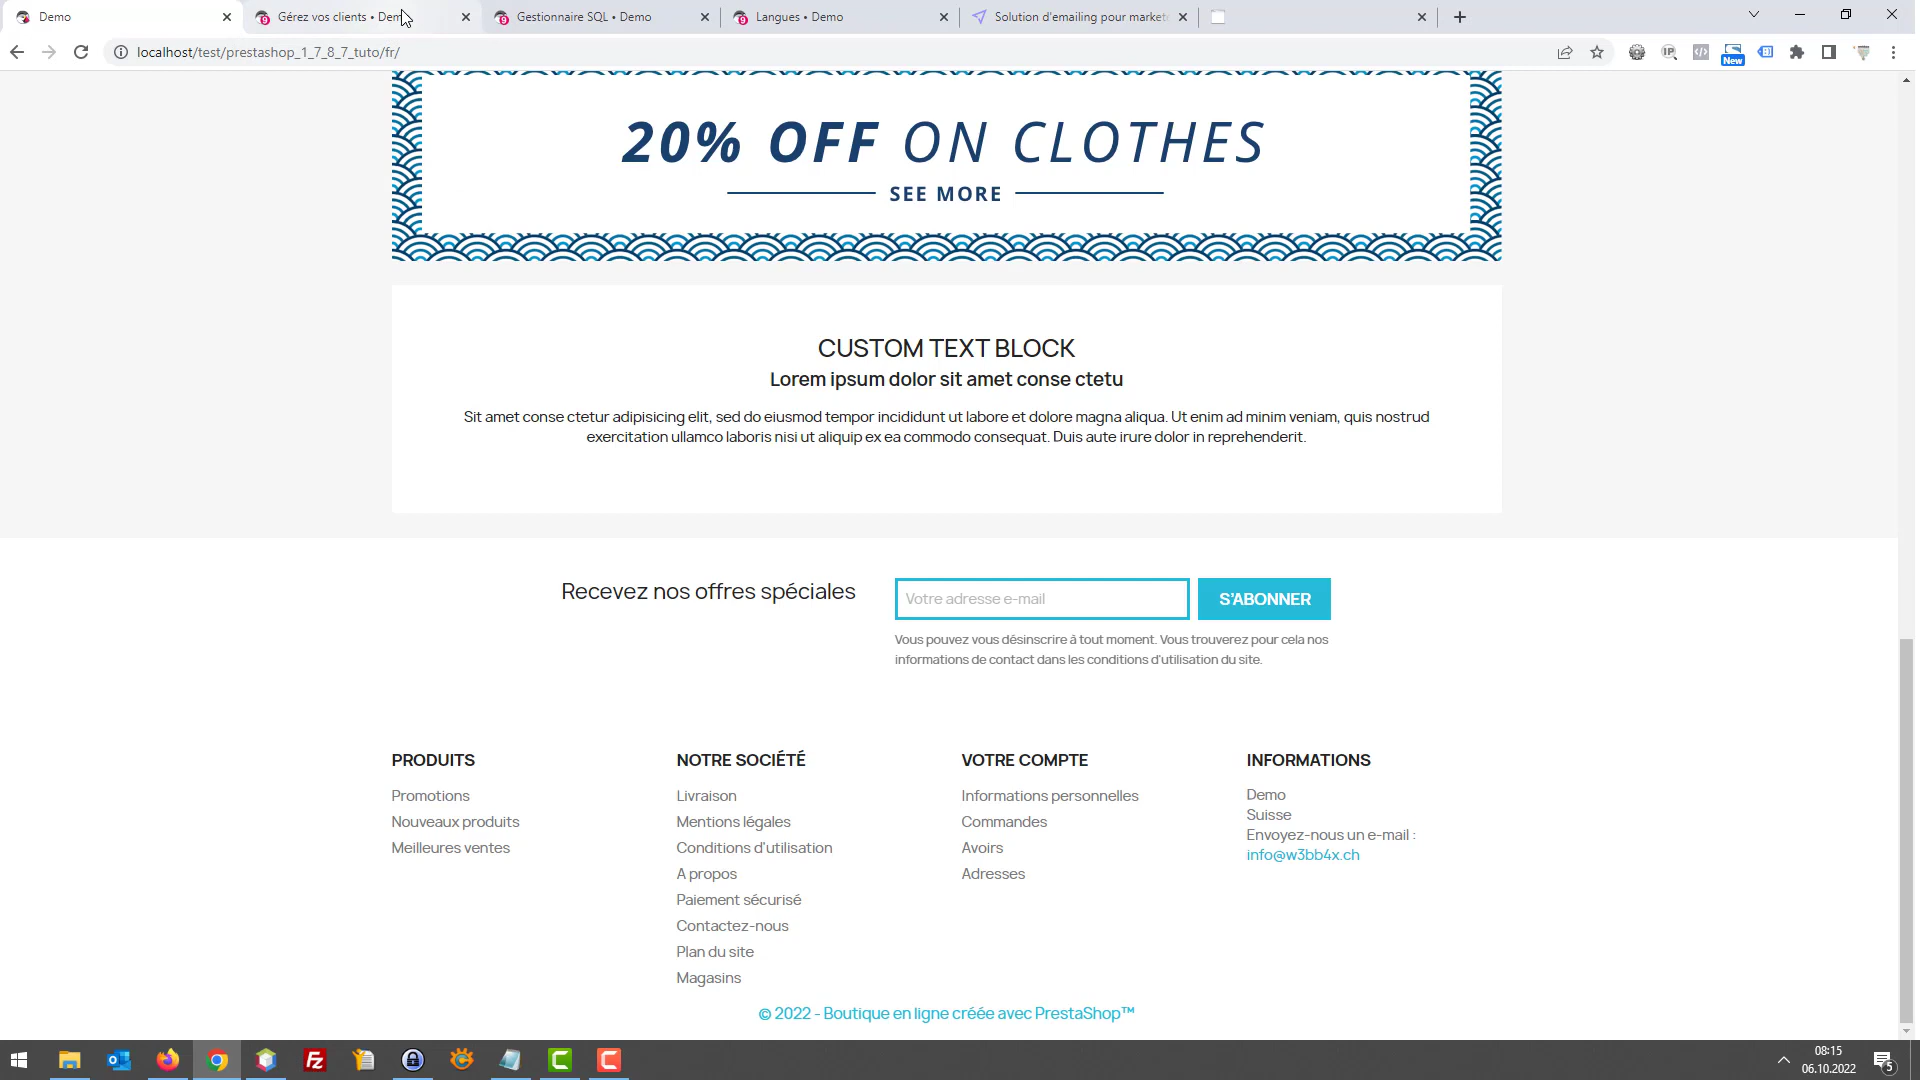 Demo
Gérez vos clients • Dem
Gestionnaire SQL • Demo
Langues • Demo
Solution d'emailing pour market
localhost/test/prestashop_1_7_8_7_tuto/fr/
New
20% OFF ON CLOTHES
SEE MORE
CUSTOM TEXT BLOCK
Lorem ipsum dolor sit amet conse ctetu
Sit amet conse ctetur adipisicing elit, sed do eiusmod tempor incididunt ut labore et dolore magna aliqua. Ut enim ad minim veniam, quis nostrud
exercitation ullamco laboris nisi ut aliquip ex ea commodo consequat. Duis aute irure dolor in reprehenderit.
Recevez nos offres spéciales
Votre adresse e-mail
S'ABONNER
Vous pouvez vous désinscrire à tout moment. Vous trouverez pour cela nos
informations de contact dans les conditions d'utilisation du site.
PRODUITS
Promotions
Nouveaux produits
Meilleures ventes
NOTRE SOCIÉTÉ
Livraison
Mentions légales
Conditions d'utilisation
A propos
Paiement sécurisé
Contactez-nous
Plan du site
Magasins
VOTRE COMPTE
Informations personnelles
Commandes
Avoirs
Adresses
INFORMATIONS
Demo
Suisse
Envoyez-nous un e-mail :
info@w3bb4x.ch
© 2022 - Boutique en ligne créée avec PrestaShop™
08:15
06.10.2022
5